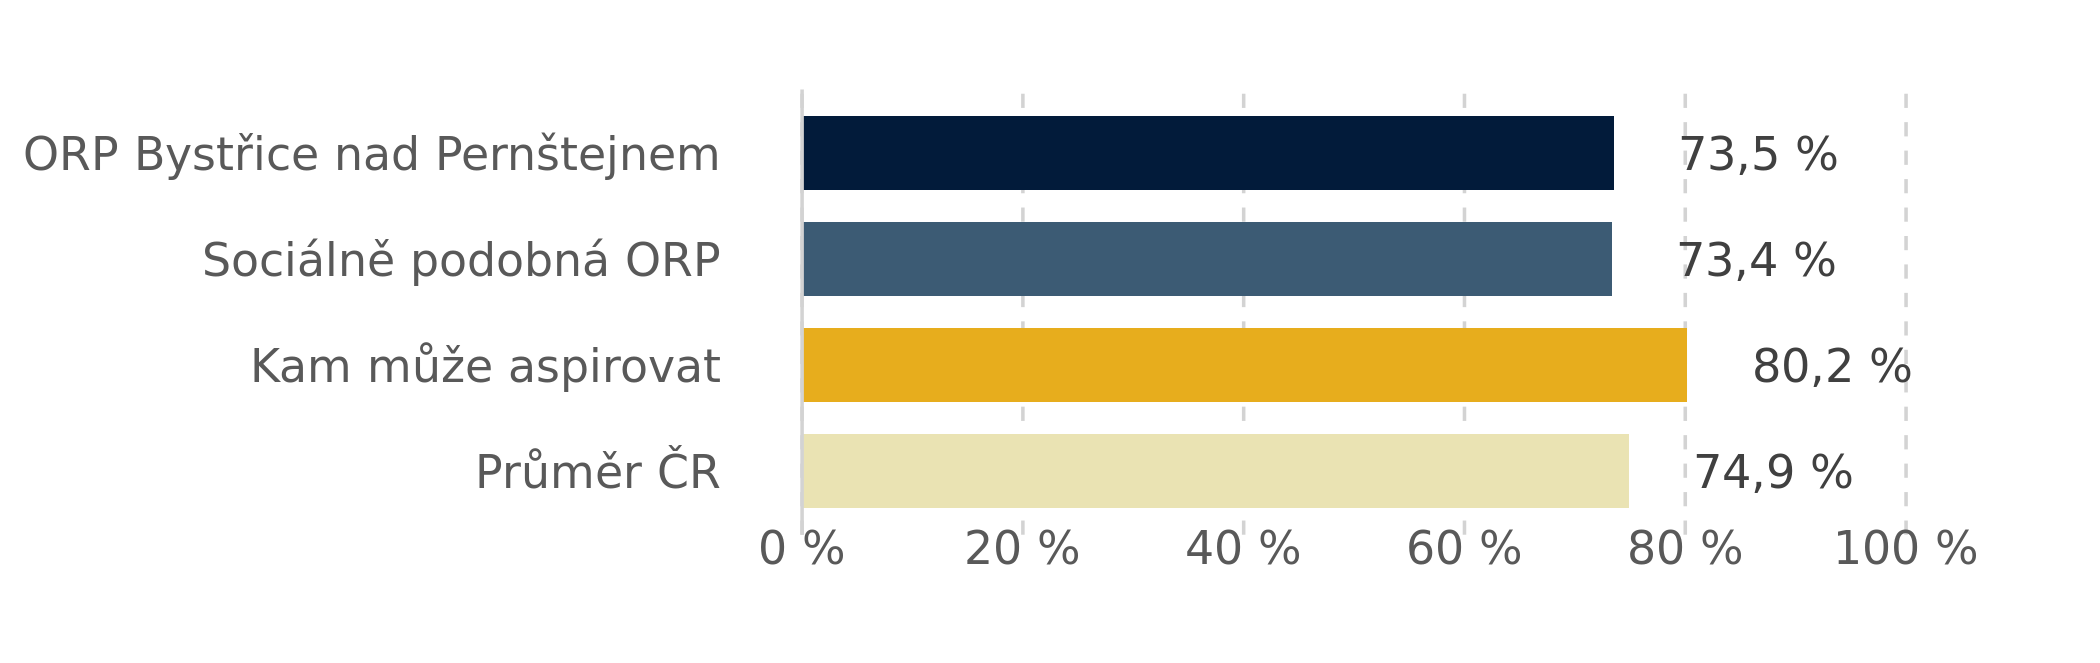 ORP Bystřice nad Pernštejnem 73,5 %
Sociálně podobná ORP 73,4 %
Kam může aspirovat 80,2 %
Průměr ČR 74,9 %
0 % 20 % 40 % 60 % 80 % 100 %